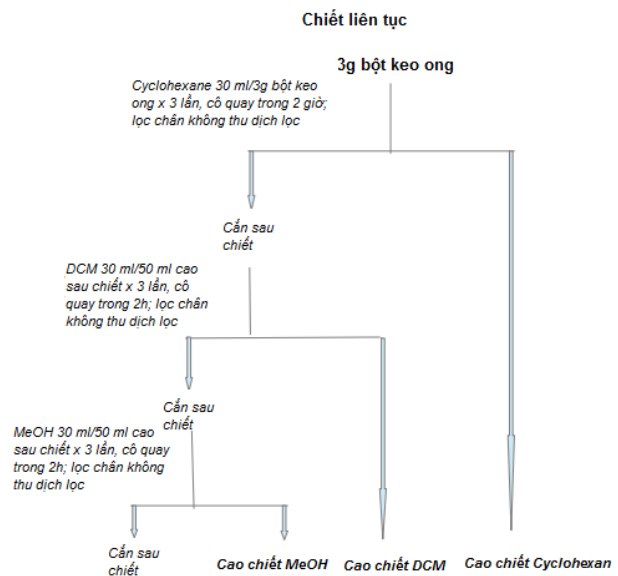 Chiết liên tục
3g bột keo ong
Cyclohexane 30 ml/3g bột keo
ong x 3 lần, cô quay trong 2 giờ;
lọc chân không thu dịch lọc
Cắn sau
chiết
DCM 30 ml/50 ml cao
sau chiết x 3 lần, cô
quay trong 2h; lọc chân
không thu dịch lọc
Cắn sau
chiết
MeOH 30 ml/50 ml cao
sau chiết x 3 lần, cô quay
trong 2h; lọc chân không
thu dịch lọc
Cắn sau
chiết
Cao chiết MeOH
Cao chiết DCM
Cao chiết Cyclohexan